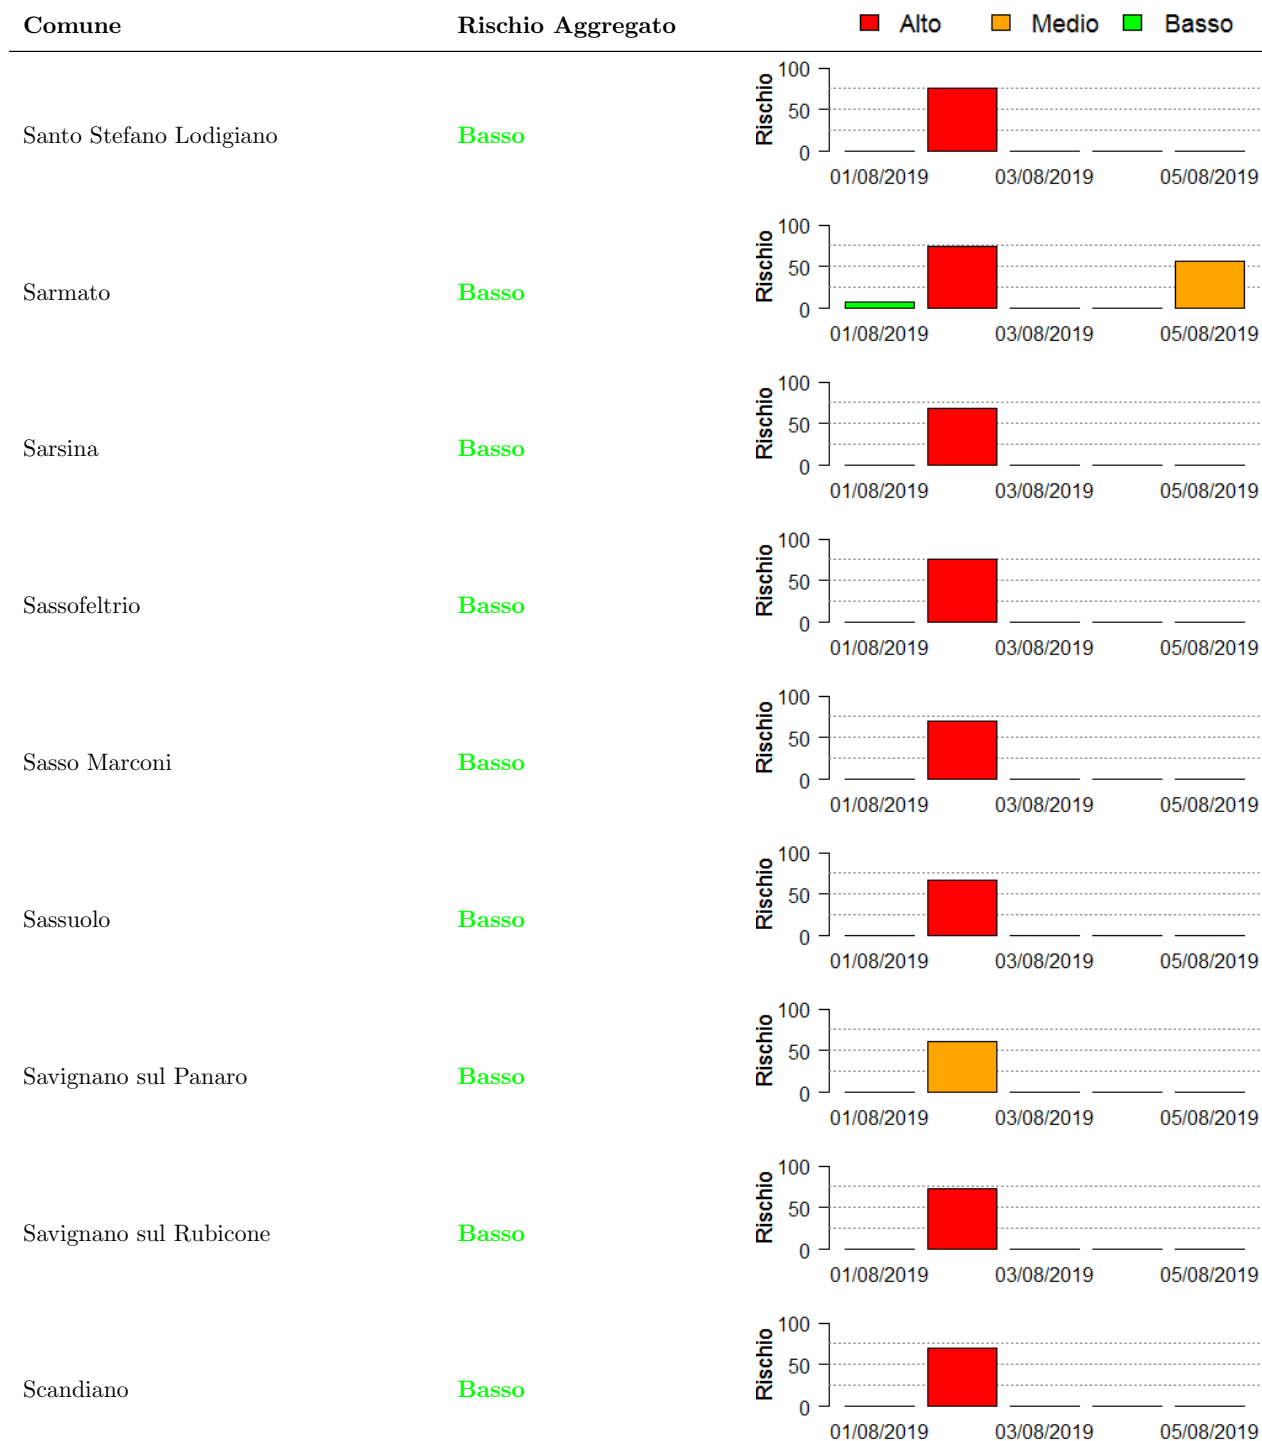 Comune Rischio Aggregato Alto Medio Basso
100
50
0
Rischio
Santo Stefano Lodigiano Basso
01/08/2019 03/08/2019 05/08/2019
100
50
0
Rischio
Sarmato Basso
01/08/2019 03/08/2019 05/08/2019
100
50
0
Rischio
Sarsina Basso
01/08/2019 03/08/2019 05/08/2019
100
50
0
Rischio
Sassofeltrio Basso
01/08/2019 03/08/2019 05/08/2019
100
50
0
Rischio
Sasso Marconi Basso
01/08/2019 03/08/2019 05/08/2019
100
50
0
Rischio
Sassuolo Basso
01/08/2019 03/08/2019 05/08/2019
100
50
0
Rischio
Savignano sul Panaro Basso
01/08/2019 03/08/2019 05/08/2019
100
50
0
Rischio
Savignano sul Rubicone Basso
01/08/2019 03/08/2019 05/08/2019
100
50
0
Rischio
Scandiano Basso
01/08/2019 03/08/2019 05/08/2019